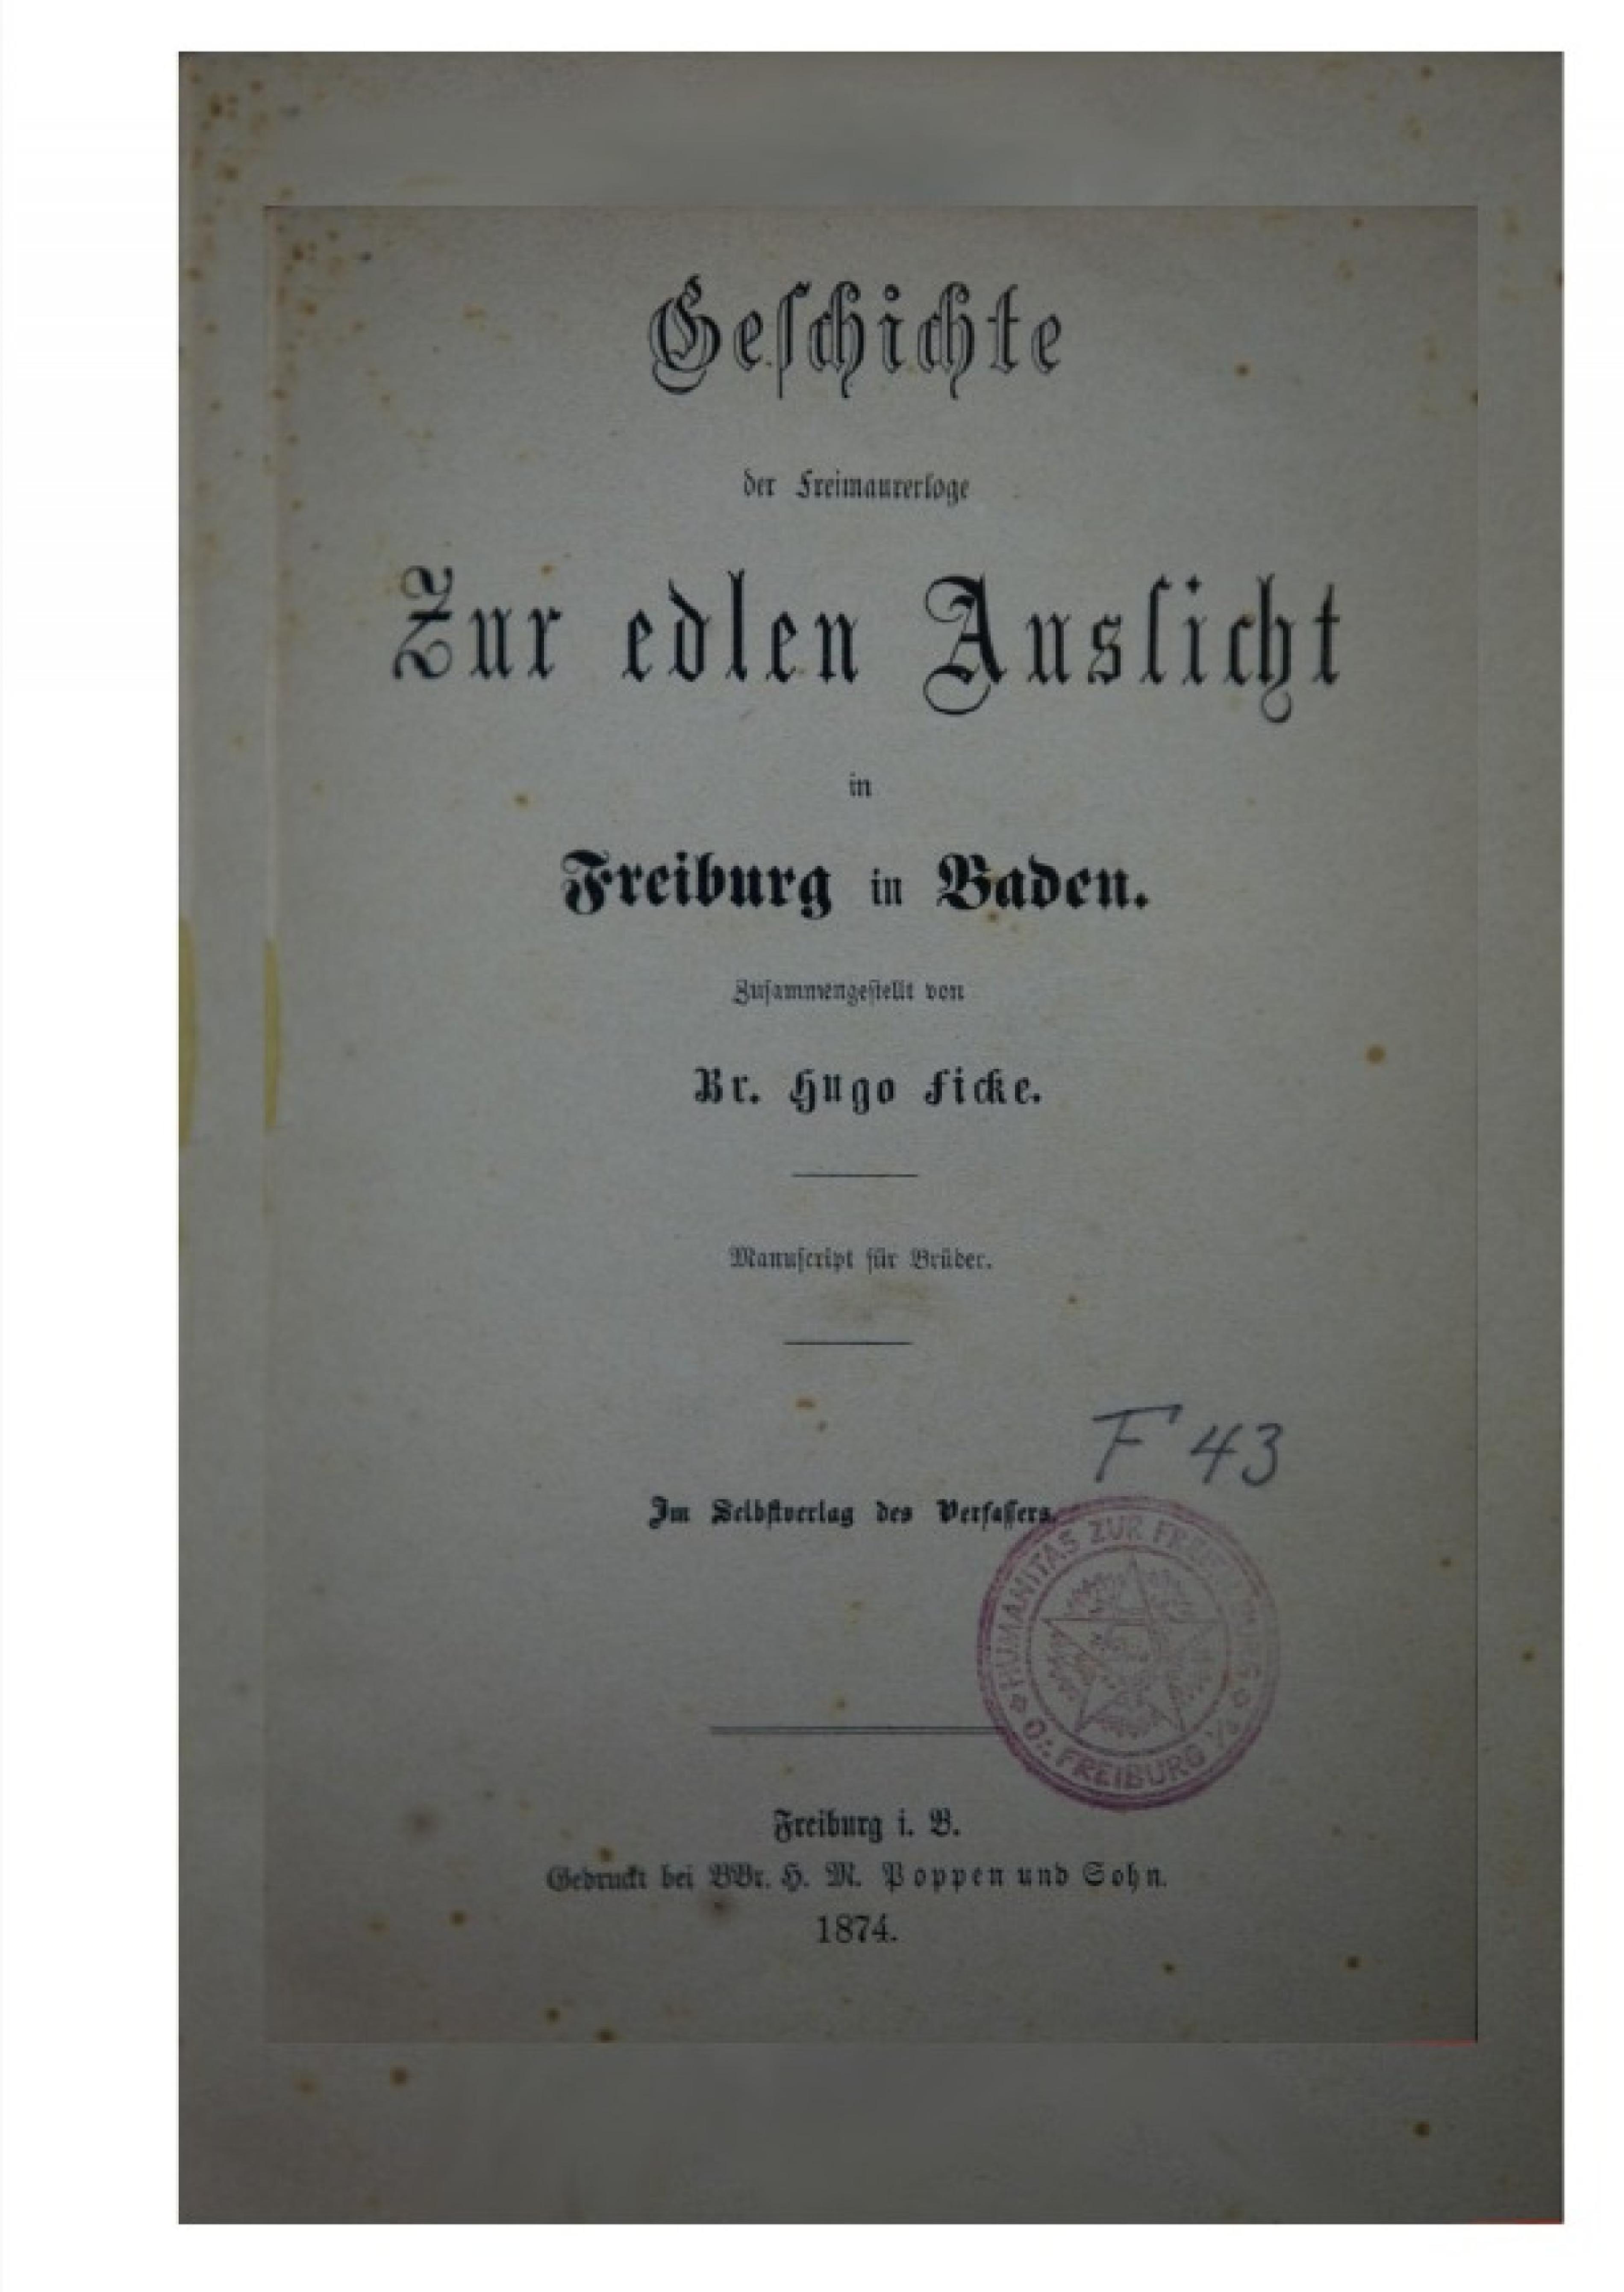 Geſchichte
der Freimaurerloge
Zur edlen Ausſicht
in
Freiburg in Baden.
Zuſammengeſtellt von
Br. Hugo Ficke.
Manuſcript für Brüder.
F 43
Im Selbſtverlag des Verfaſſers.
HUMANITAS ZUR
O∴ FREIBURG
Freiburg i. B.
Gedruckt bei BBr. H. M. Poppen und Sohn.
1874.